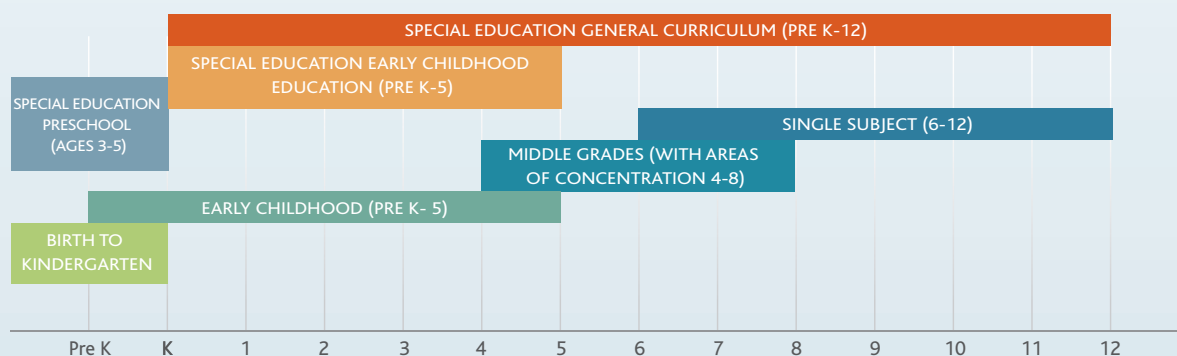 SPECIAL EDUCATION GENERAL CURRICULUM (PRE K-12)
SPECIAL EDUCATION EARLY CHILDHOOD
EDUCATION (PRE K-5)
SPECIAL EDUCATION
PRESCHOOL
(AGES 3-5)
SINGLE SUBJECT (6-12)
MIDDLE GRADES (WITH AREAS
OF CONCENTRATION 4-8)
EARLY CHILDHOOD (PRE K- 5)
BIRTH TO
KINDERGARTEN
Pre K K 1 2 3 4 5 6 7 8 9 10 11 12